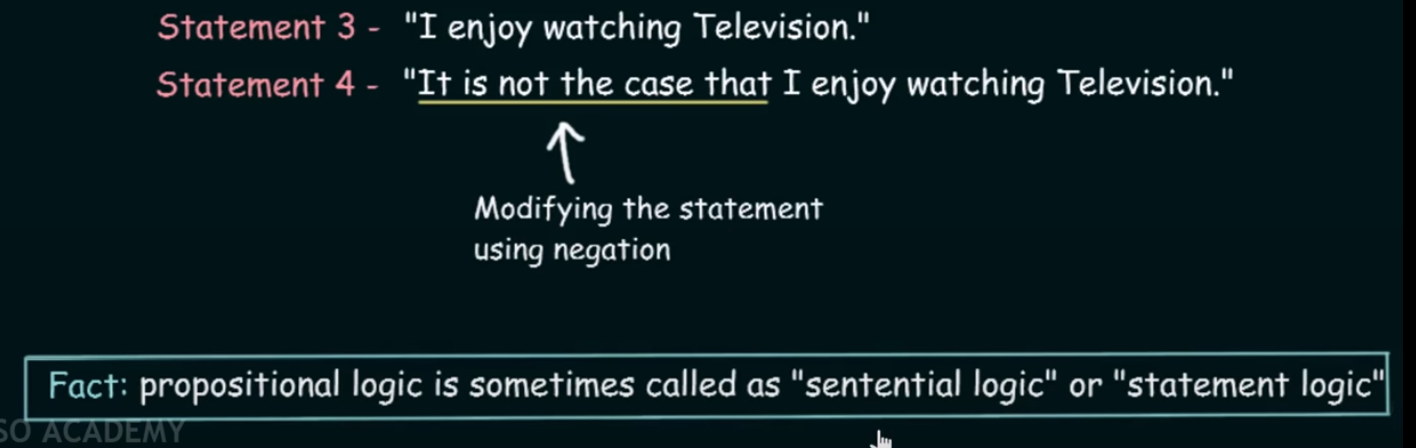 Statement 3 - "I enjoy watching Television."
Statement 4 - "It is not the case that I enjoy watching Television."
Modifying the statement
using negation
Fact: propositional logic is sometimes called as "sentential logic" or "statement logic"
SO ACADEMY